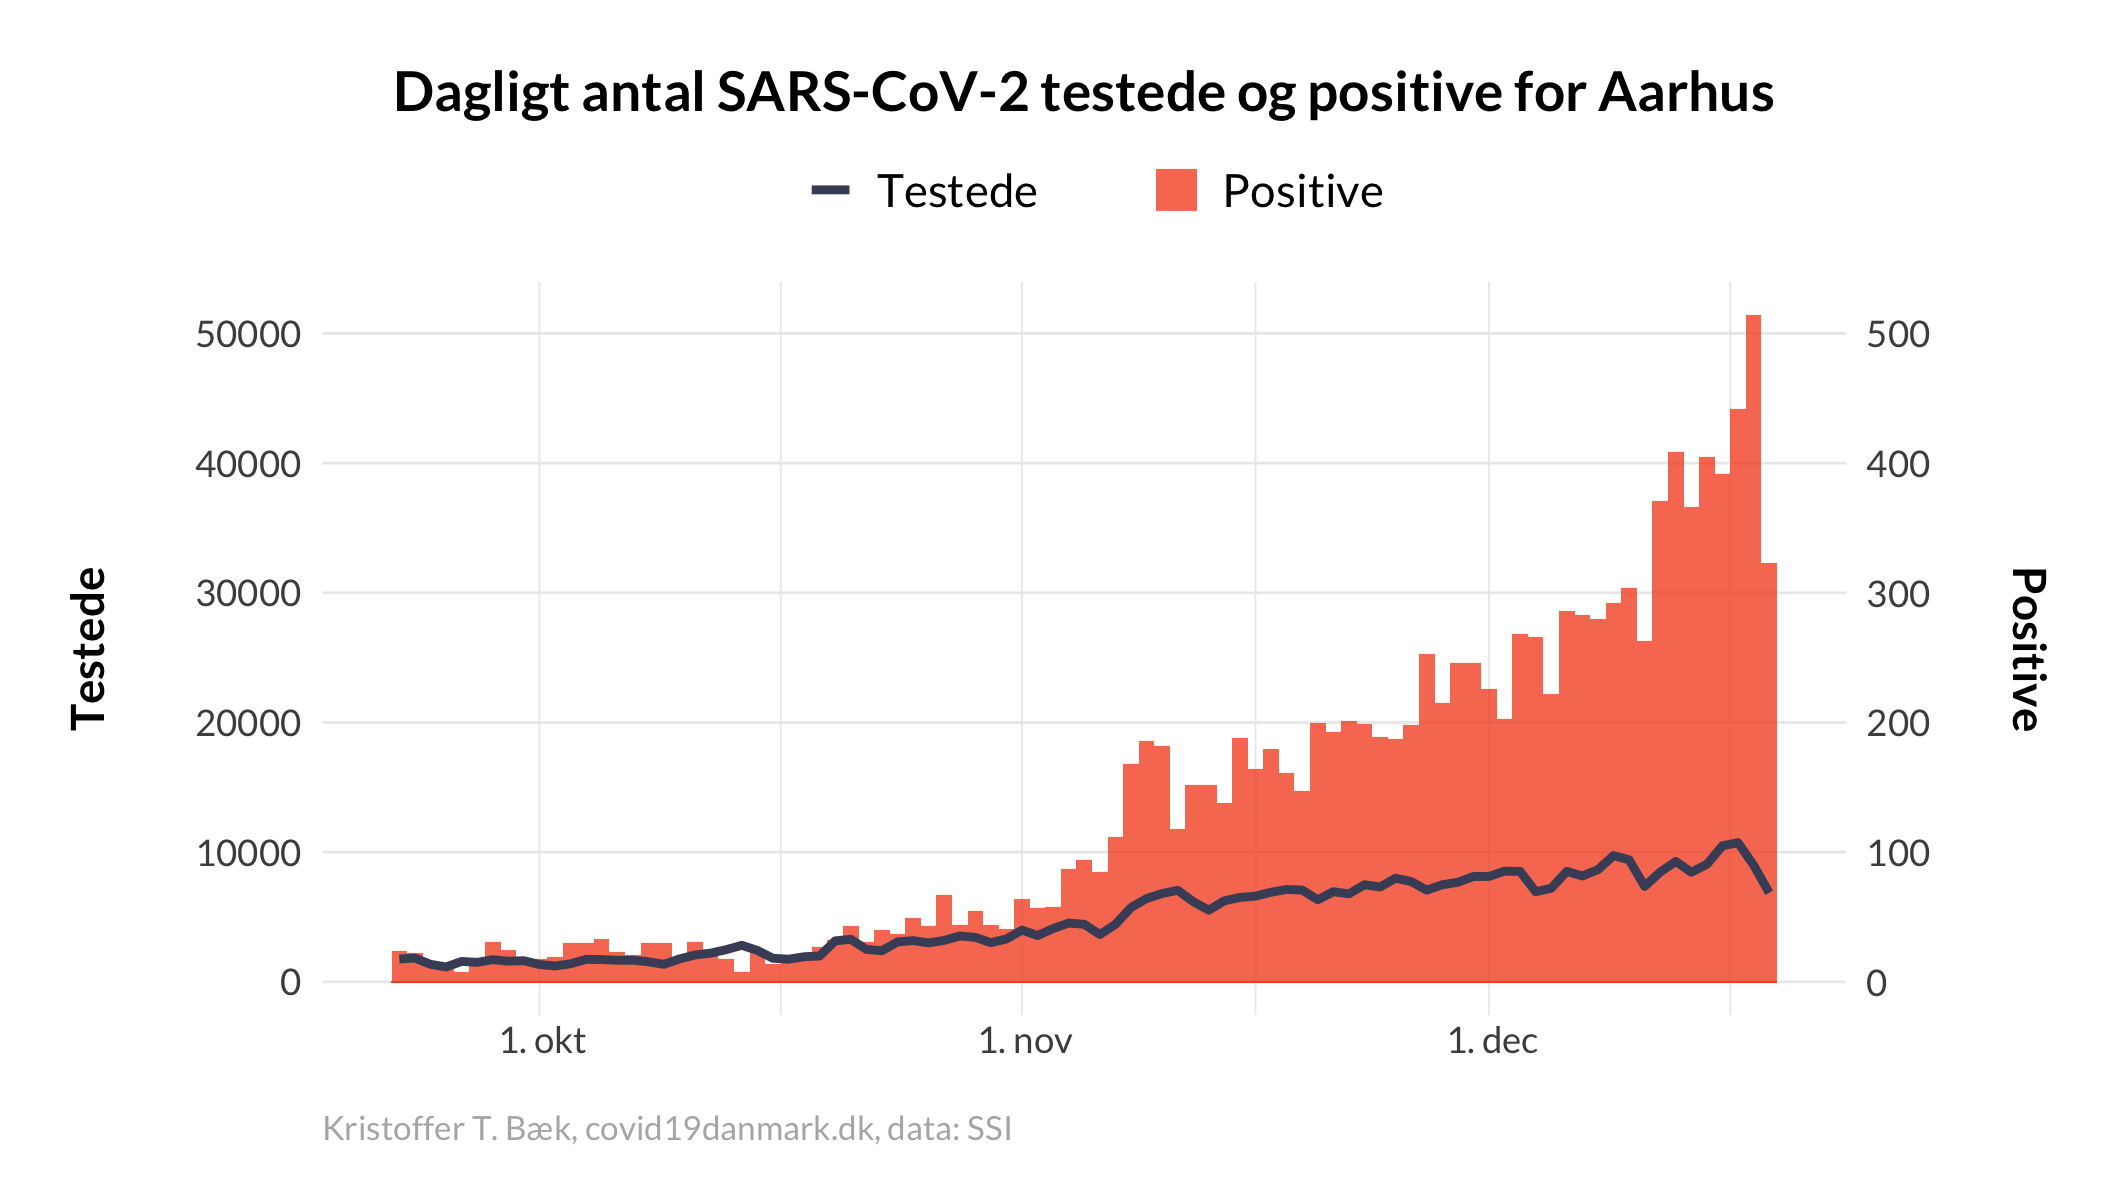 Dagligt antal SARS-CoV-2 testede og positive for Aarhus
Testede
Positive
50000
40000
30000
20000
10000
0
Testede
500
400
300
200
100
0
Positive
1. okt
1. nov
1. dec
Kristoffer T. Bæk, covid19danmark.dk, data: SSI